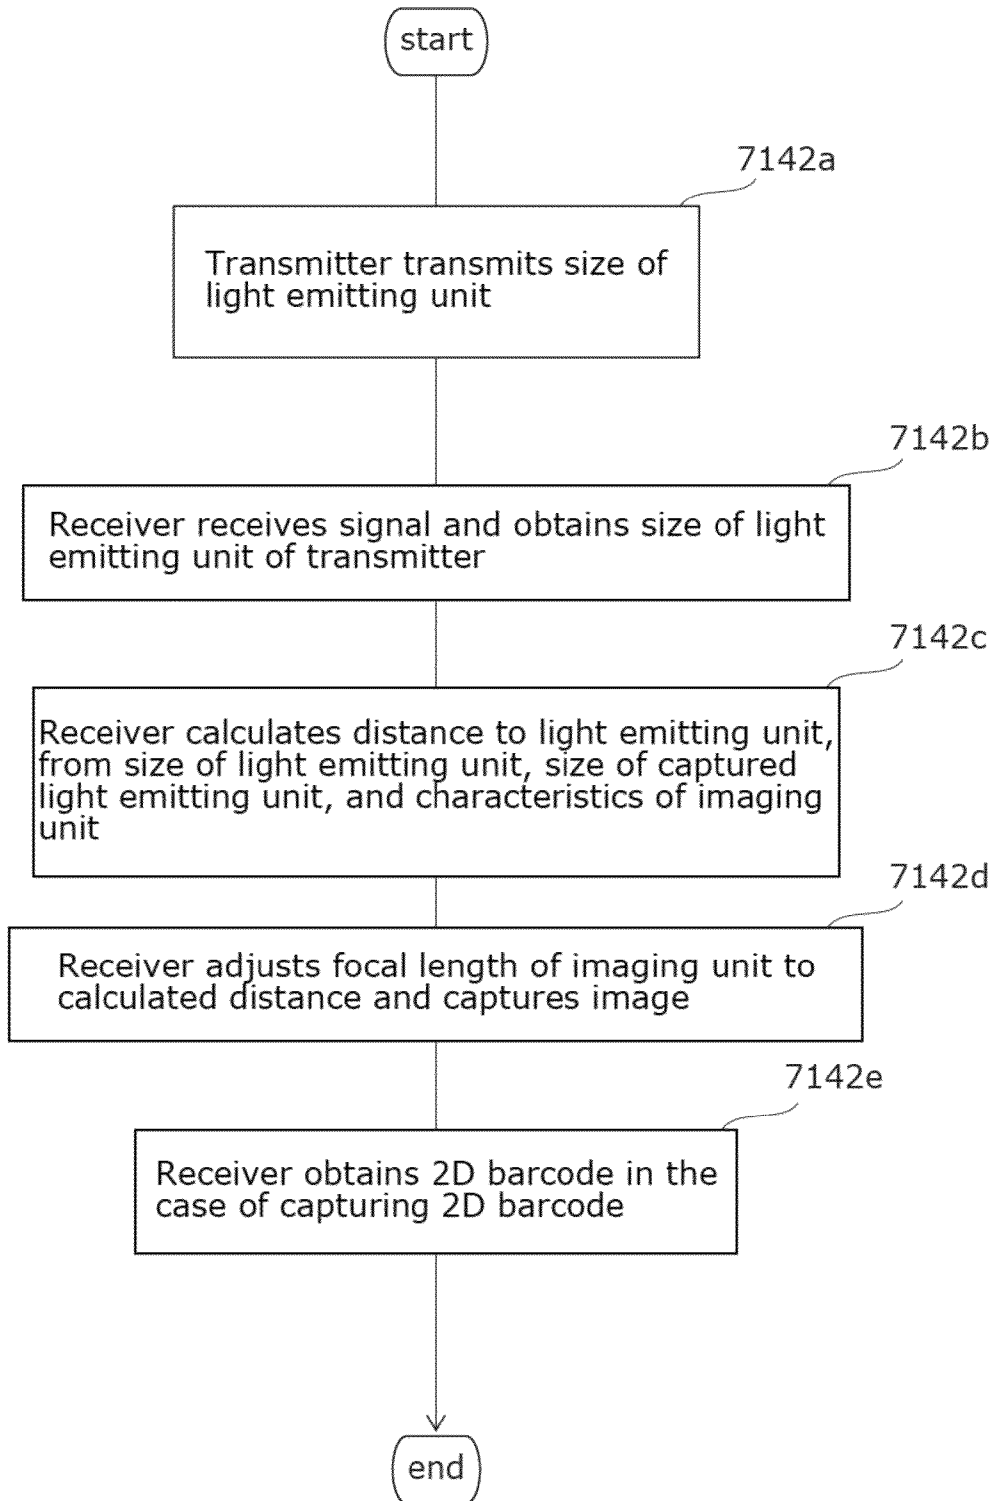 start
7142a
Transmitter transmits size of
light emitting unit
7142b
Receiver receives signal and obtains size of light
emitting unit of transmitter
7142c
Receiver calculates distance to light emitting unit,
from size of light emitting unit, size of captured
light emitting unit, and characteristics of imaging
unit
7142d
Receiver adjusts focal length of imaging unit to
calculated distance and captures image
7142e
Receiver obtains 2D barcode in the
case of capturing 2D barcode
end